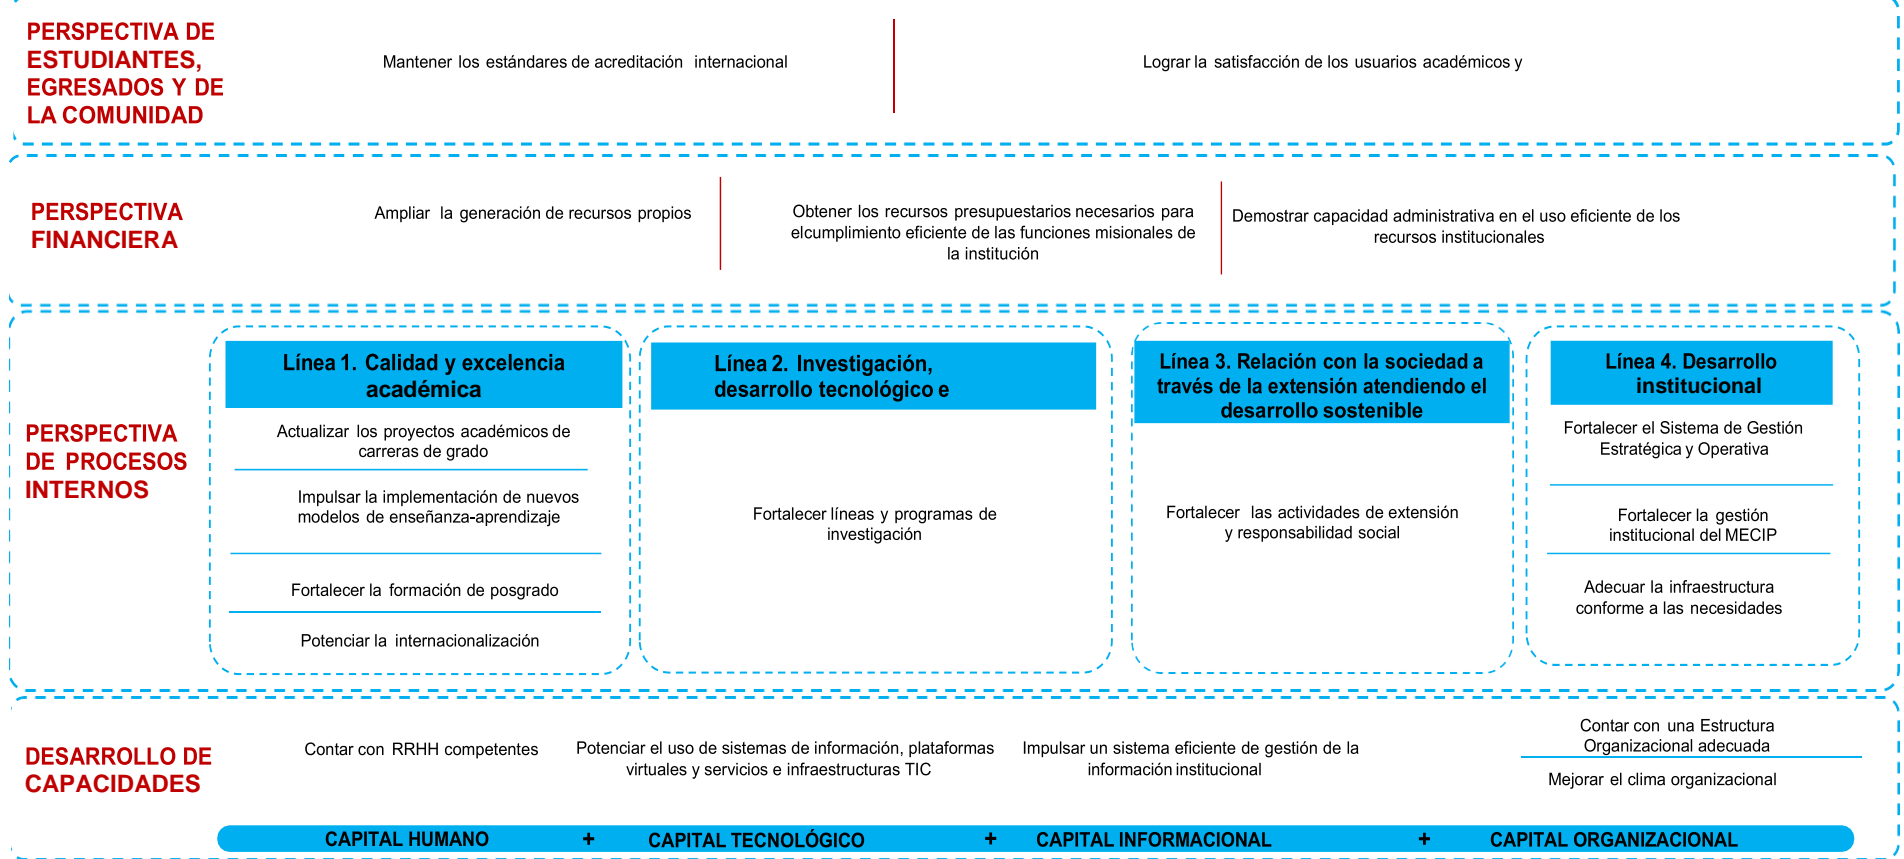 PERSPECTIVA DE
ESTUDIANTES,
EGRESADOS Y DE
LA COMUNIDAD
Mantener los estándares de acreditación internacional
Lograr la satisfacción de los usuarios académicos y
PERSPECTIVA
FINANCIERA
Ampliar la generación de recursos propios
Obtener los recursos presupuestarios necesarios para
elcumplimiento eficiente de las funciones misionales de
la institución
Demostrar capacidad administrativa en el uso eficiente de los
recursos institucionales
PERSPECTIVA
DE PROCESOS
INTERNOS
Línea 1. Calidad y excelencia
académica
Actualizar los proyectos académicos de
carreras de grado
Impulsar la implementación de nuevos
modelos de enseñanza-aprendizaje
Fortalecer la formación de posgrado
Potenciar la internacionalización
Línea 2. Investigación,
desarrollo tecnológico e
Fortalecer líneas y programas de
investigación
Línea 3. Relación con la sociedad a
través de la extensión atendiendo el
desarrollo sostenible
Fortalecer las actividades de extensión
y responsabilidad social
Línea 4. Desarrollo
institucional
Fortalecer el Sistema de Gestión
Estratégica y Operativa
Fortalecer la gestión
institucional del MECIP
Adecuar la infraestructura
conforme a las necesidades
DESARROLLO DE
CAPACIDADES
Contar con RRHH competentes
Potenciar el uso de sistemas de información, plataformas
virtuales y servicios e infraestructuras TIC
Impulsar un sistema eficiente de gestión de la
información institucional
Contar con una Estructura
Organizacional adecuada
Mejorar el clima organizacional
CAPITAL HUMANO + CAPITAL TECNOLÓGICO + CAPITAL INFORMACIONAL + CAPITAL ORGANIZACIONAL